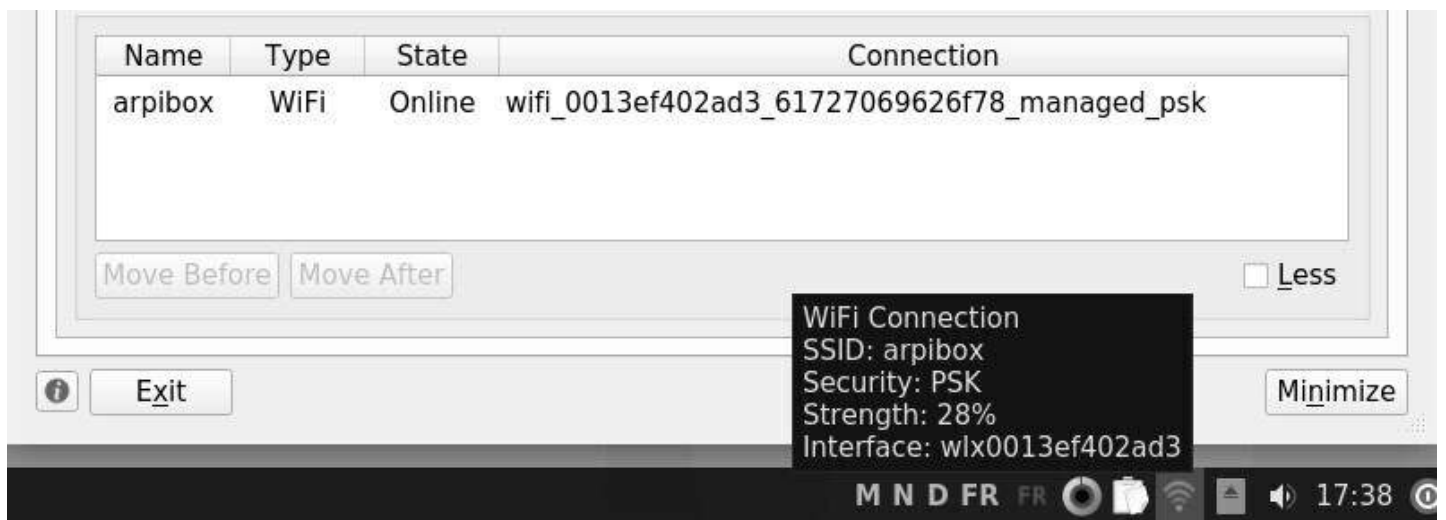 Name Type State Connection
arpibox WiFi Online wifi_0013ef402ad3_61727069626f78_managed_psk
Move Before Move After Less
WiFi Connection
SSID: arpibox
Security: PSK
Strength: 28%
Interface: wlx0013ef402ad3
Exit Minimize
M N D FR FR 17:38